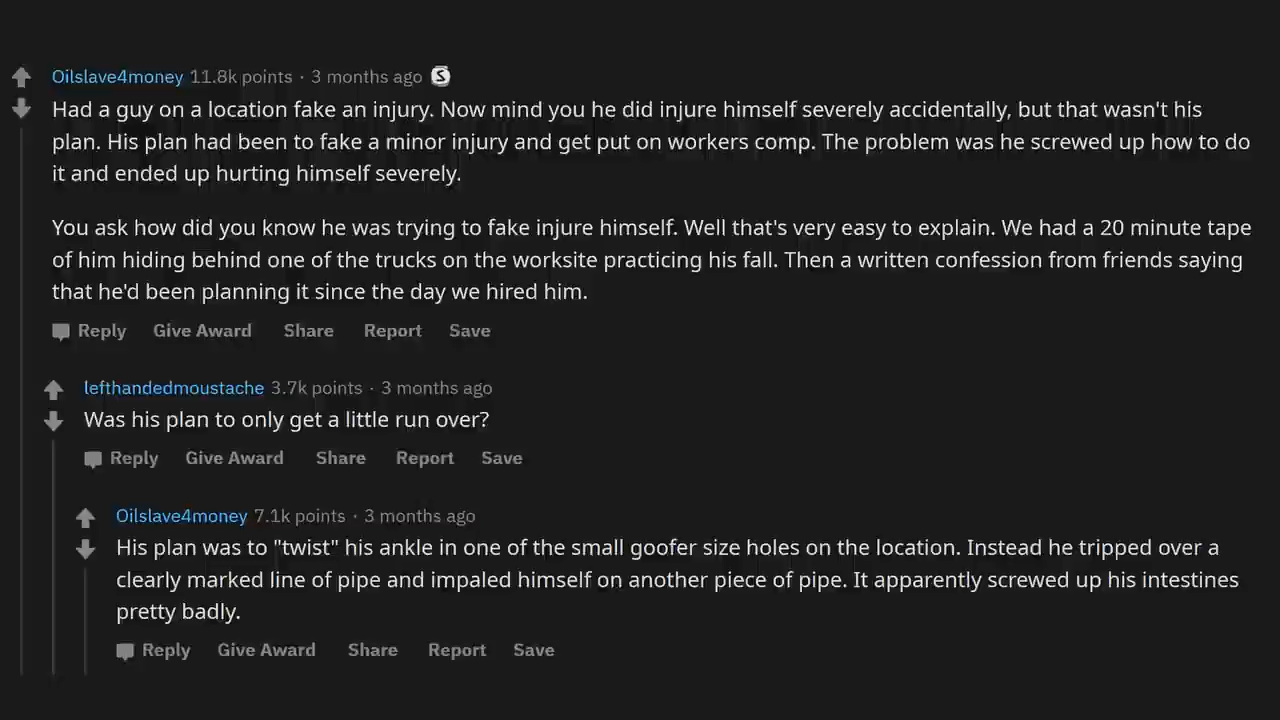 Oilslave4money 11.8k points · 3 months ago S
Had a guy on a location fake an injury. Now mind you he did injure himself severely accidentally, but that wasn't his
plan. His plan had been to fake a minor injury and get put on workers comp. The problem was he screwed up how to do
it and ended up hurting himself severely.
You ask how did you know he was trying to fake injure himself. Well that's very easy to explain. We had a 20 minute tape
of him hiding behind one of the trucks on the worksite practicing his fall. Then a written confession from friends saying
that he'd been planning it since the day we hired him.
Reply Give Award Share Report Save
lefthandedmoustache 3.7k points · 3 months ago
Was his plan to only get a little run over?
Reply Give Award Share Report Save
Oilslave4money 7.1k points · 3 months ago
His plan was to "twist" his ankle in one of the small goofer size holes on the location. Instead he tripped over a
clearly marked line of pipe and impaled himself on another piece of pipe. It apparently screwed up his intestines
pretty badly.
Reply Give Award Share Report Save